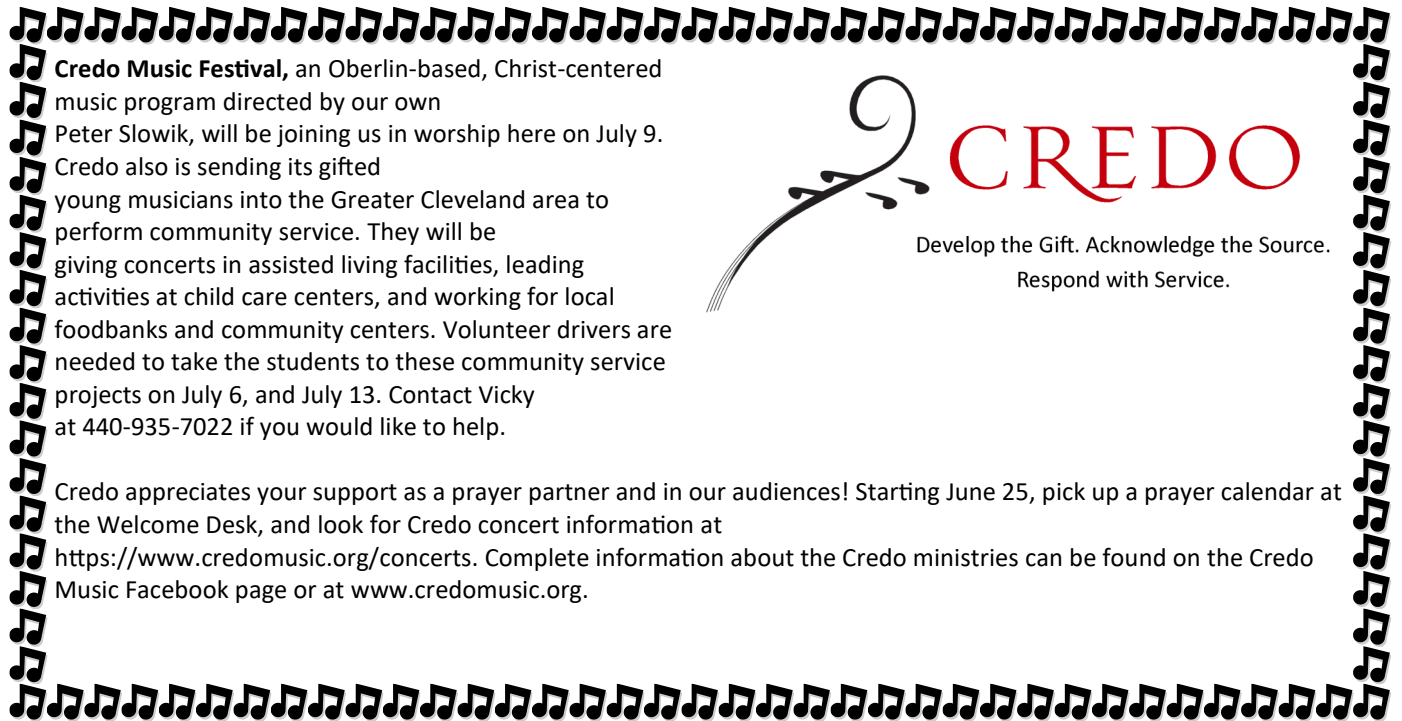 Credo Music Festival, an Oberlin-based, Christ-centered
music program directed by our own
Peter Slowik, will be joining us in worship here on July 9.
Credo also is sending its gifted
young musicians into the Greater Cleveland area to
perform community service. They will be
giving concerts in assisted living facilities, leading
activities at child care centers, and working for local
foodbanks and community centers. Volunteer drivers are
needed to take the students to these community service
projects on July 6, and July 13. Contact Vicky
at 440-935-7022 if you would like to help.
CREDO
Develop the Gift. Acknowledge the Source.
Respond with Service.
Credo appreciates your support as a prayer partner and in our audiences! Starting June 25, pick up a prayer calendar at
the Welcome Desk, and look for Credo concert information at
https://www.credomusic.org/concerts. Complete information about the Credo ministries can be found on the Credo
Music Facebook page or at www.credomusic.org.